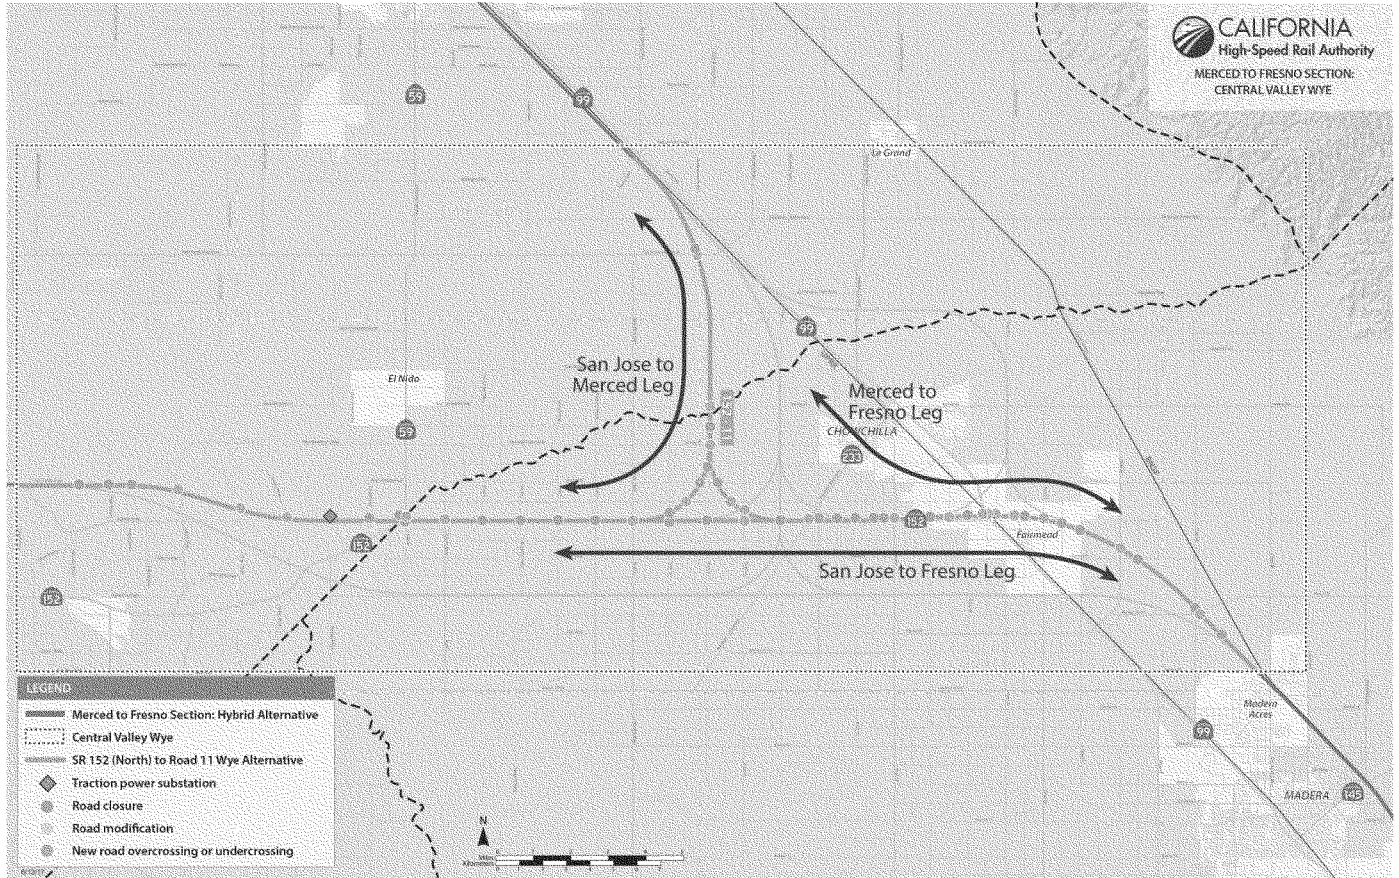 CALIFORNIA
High-Speed Rail Authority
MERCED TO FRESNO SECTION:
CENTRAL VALLEY WYE
59
99
Le Grand
99
San Jose to
Merced Leg
El Nido
59
Merced to
Fresno Leg
CHOWCHILLA
233
152
152
Fairmead
San Jose to Fresno Leg
152
LEGEND
Merced to Fresno Section: Hybrid Alternative
Central Valley Wye
SR 152 (North) to Road 11 Wye Alternative
Traction power substation
Road closure
Road modification
New road overcrossing or undercrossing
N
Miles
Kilometers
Madera
Acres
99
MADERA
145